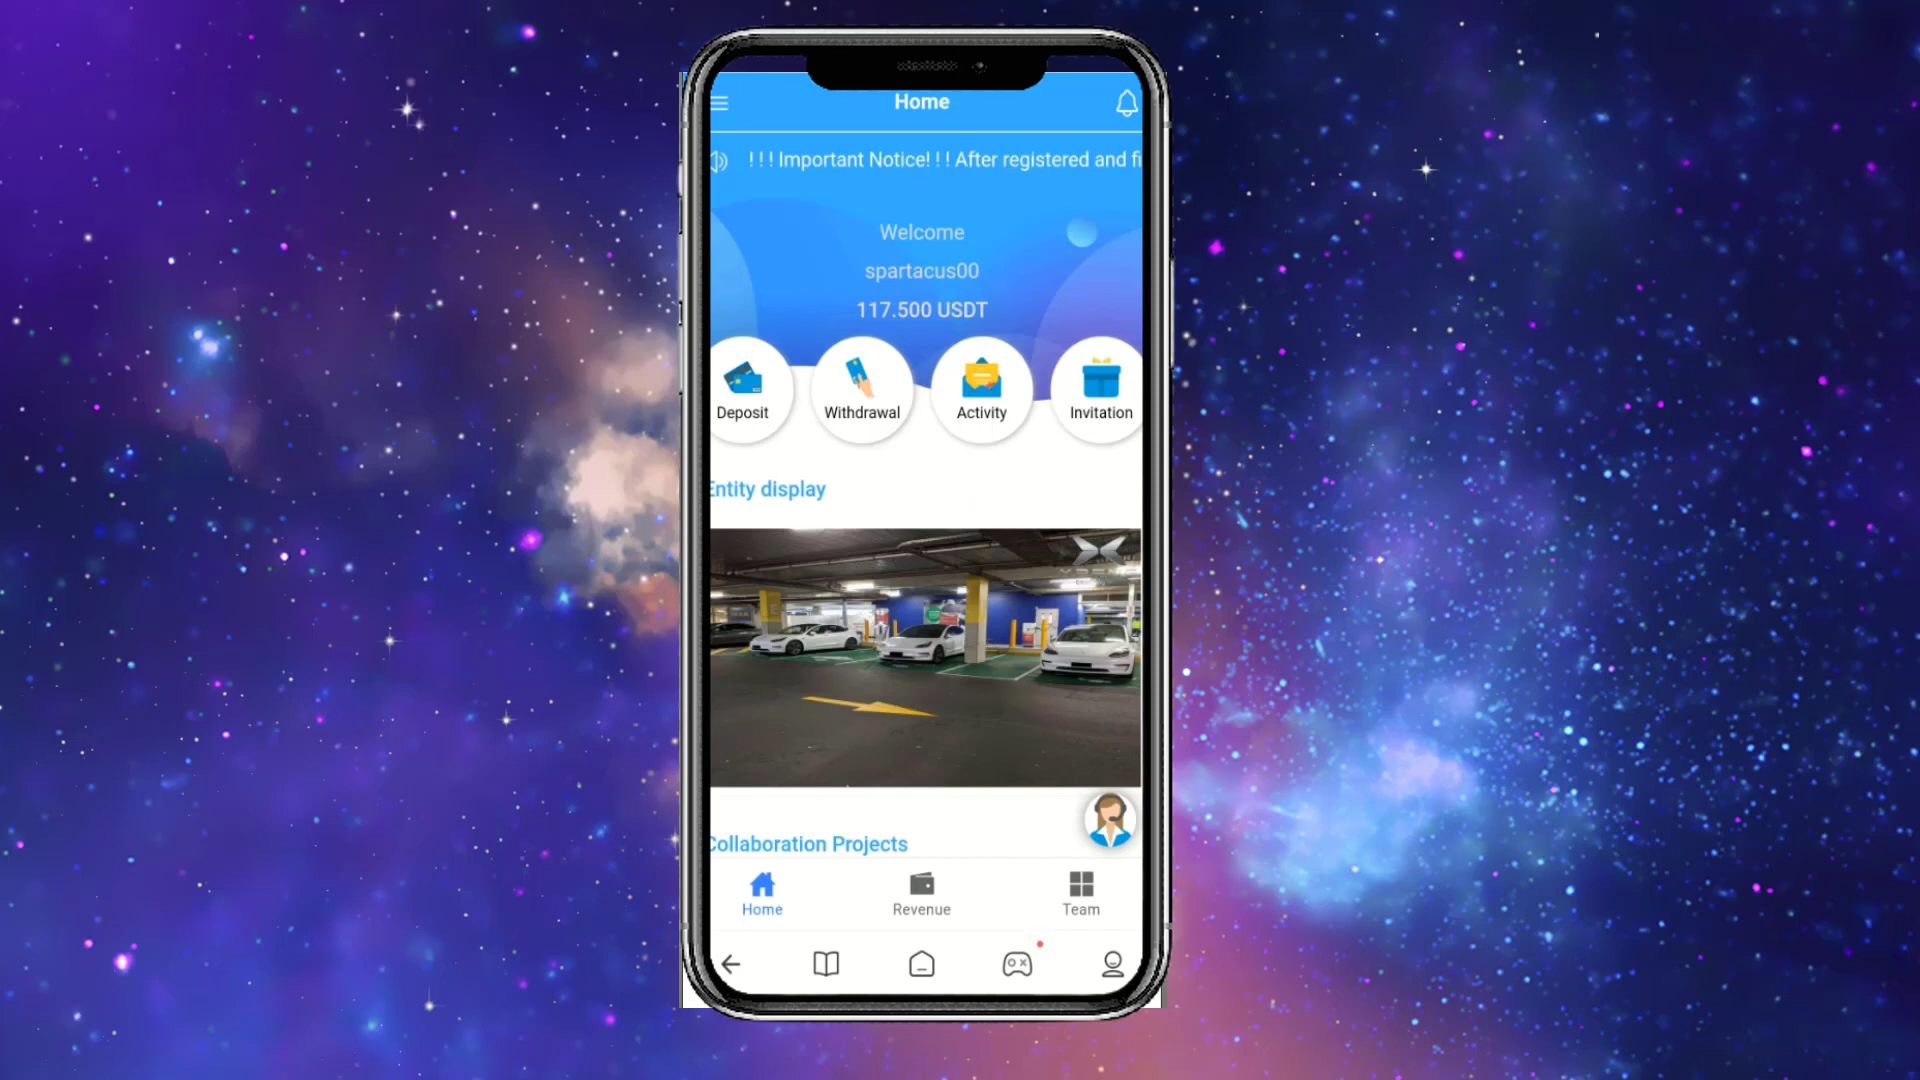 Home
! ! ! Important Notice! ! ! After registered and fi
Welcome
spartacus00
117.500 USDT
Deposit
Withdrawal
Activity
Invitation
Entity display
Collaboration Projects
Home
Revenue
Team